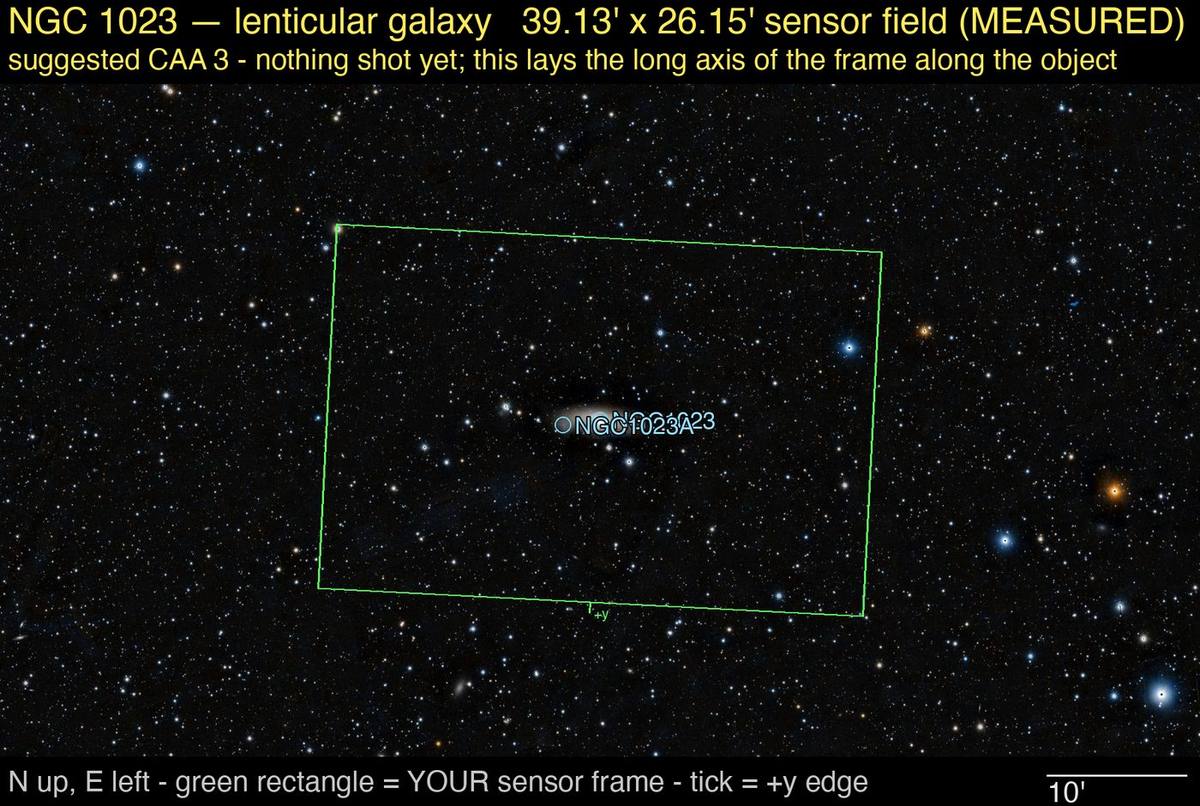 NGC 1023 — lenticular galaxy 39.13' x 26.15' sensor field (MEASURED)
suggested CAA 3 - nothing shot yet; this lays the long axis of the frame along the object
NGC1023
NGC1023A
+y
N up, E left - green rectangle = YOUR sensor frame - tick = +y edge
10'